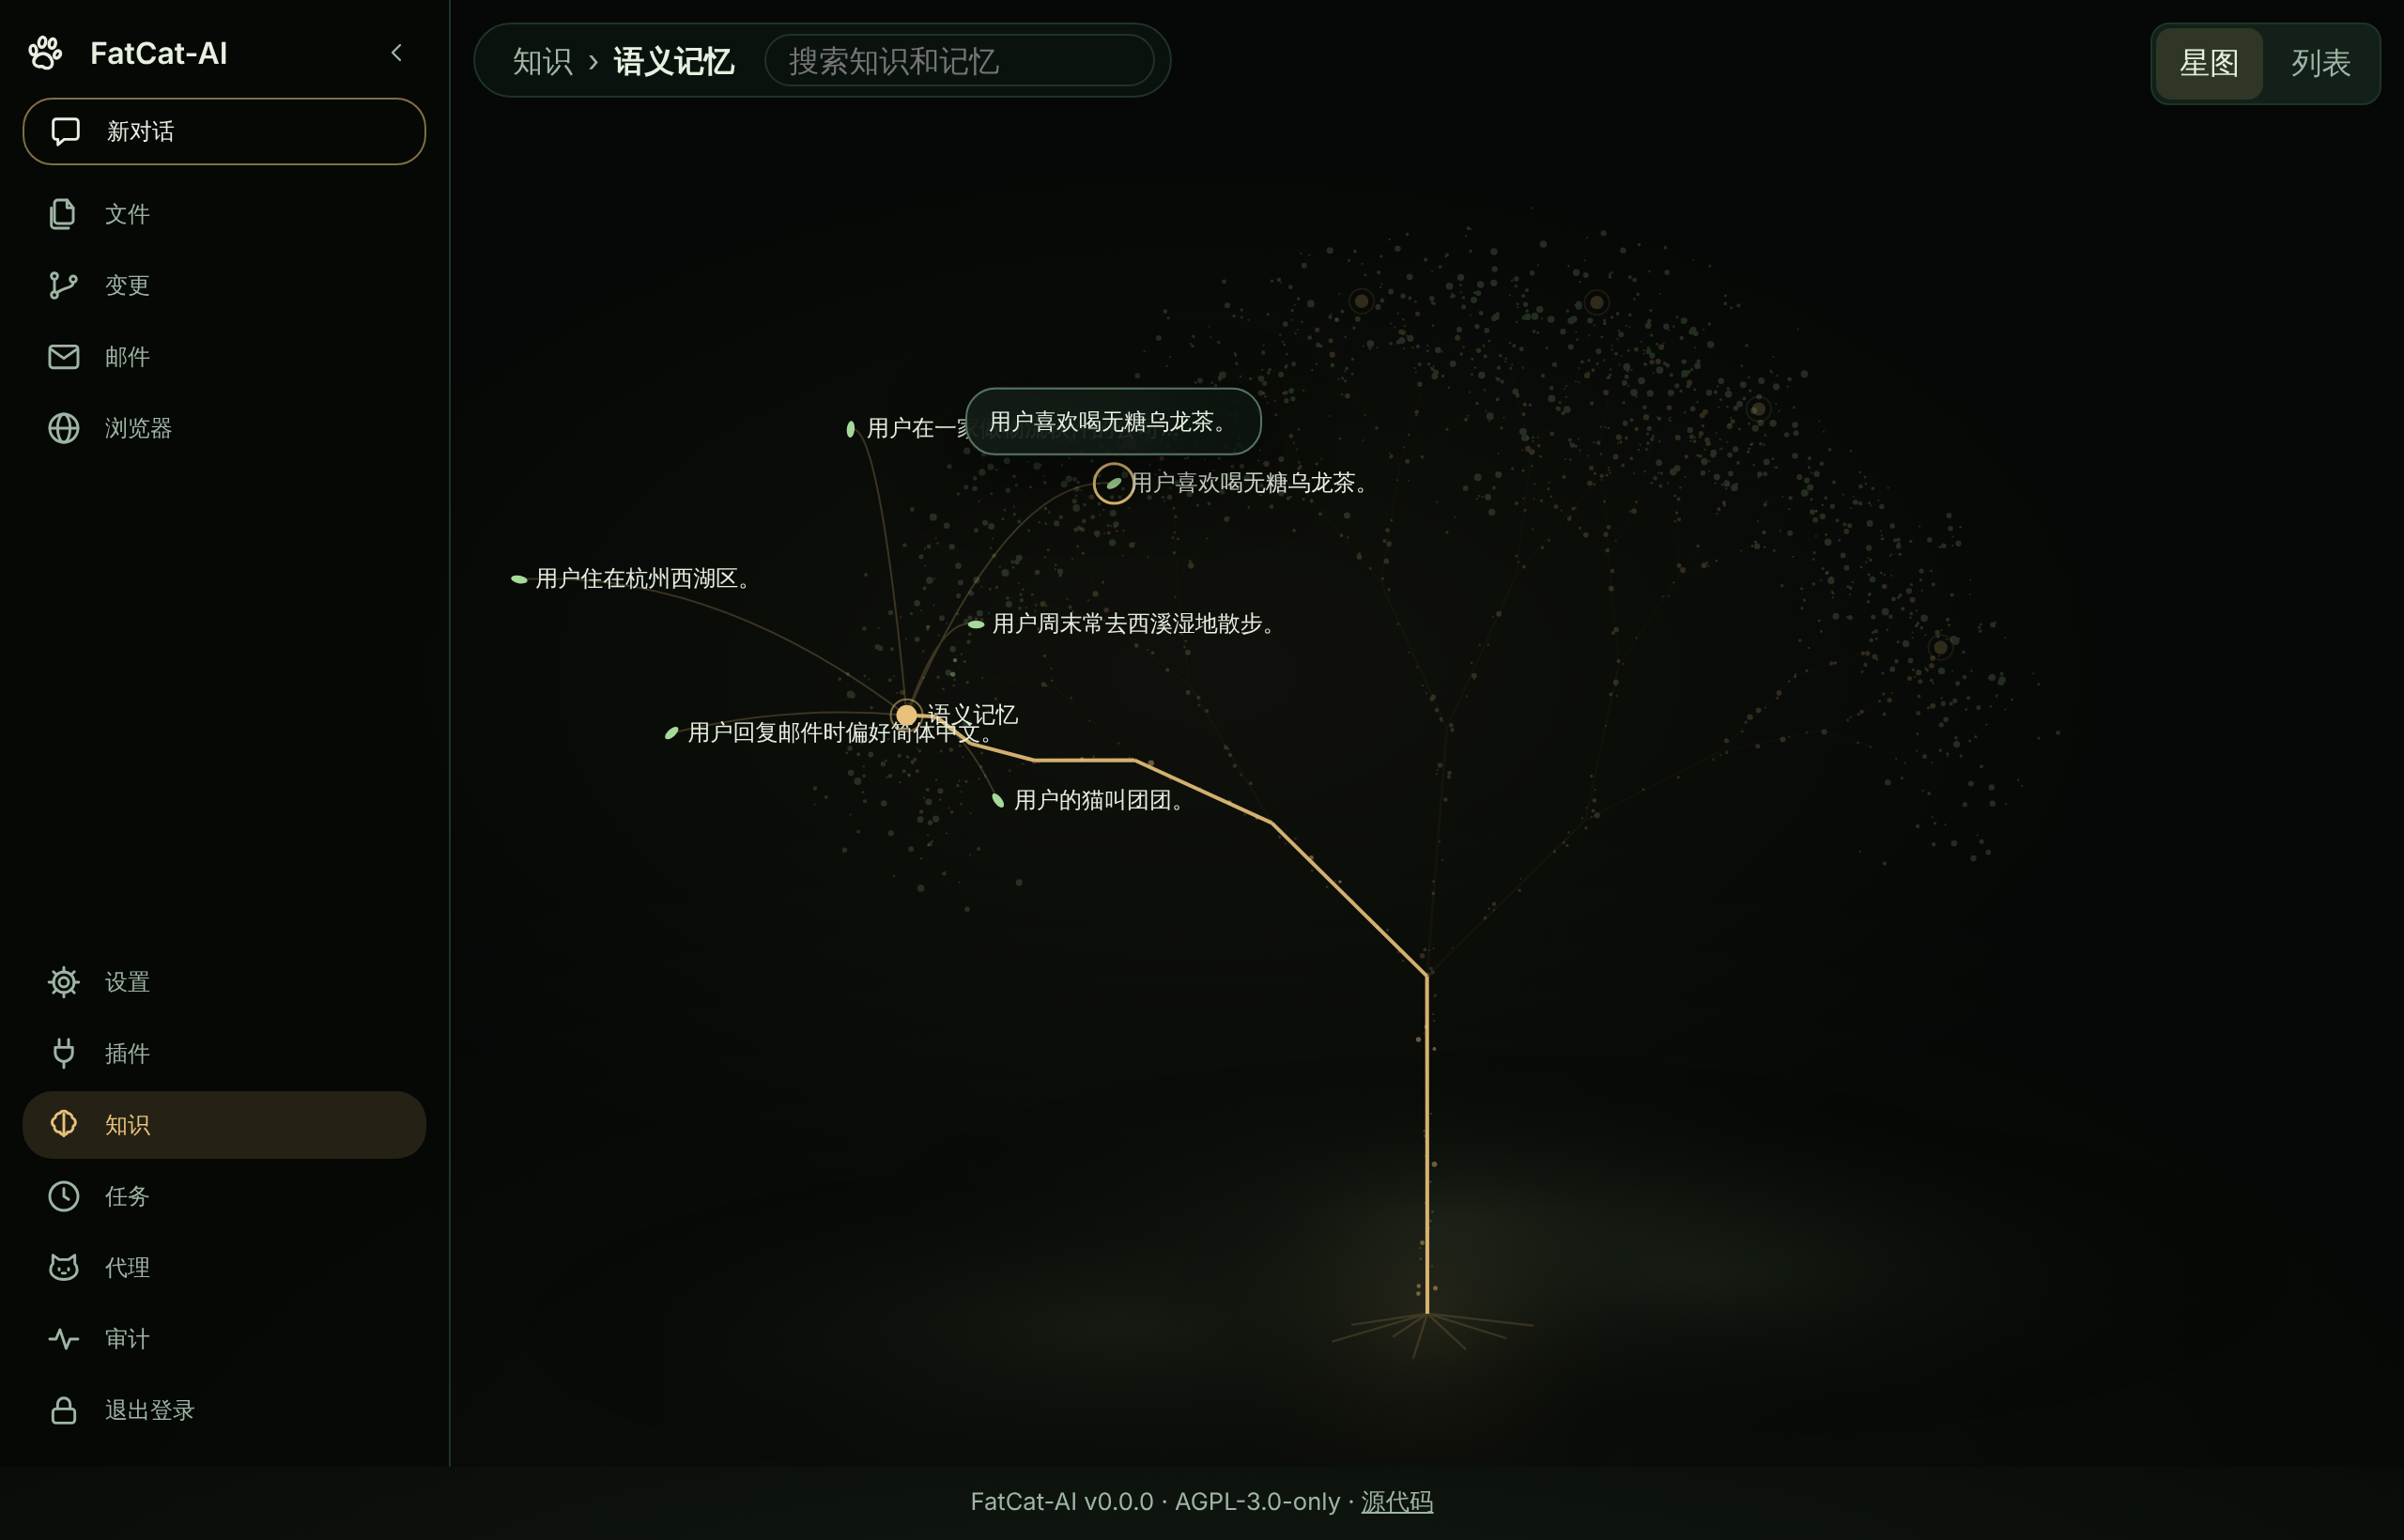 FatCat-AI
新对话
文件
变更
邮件
浏览器
设置
插件
知识
任务
代理
审计
退出登录
知识 › 语义记忆
搜索知识和记忆
星图
列表
用户在一家
用户喜欢喝无糖乌龙茶。
用户喜欢喝无糖乌龙茶。
用户住在杭州西湖区。
用户周末常去西溪湿地散步。
语义记忆
用户回复邮件时偏好简体中文。
用户的猫叫团团。
FatCat-AI v0.0.0 · AGPL-3.0-only · 源代码